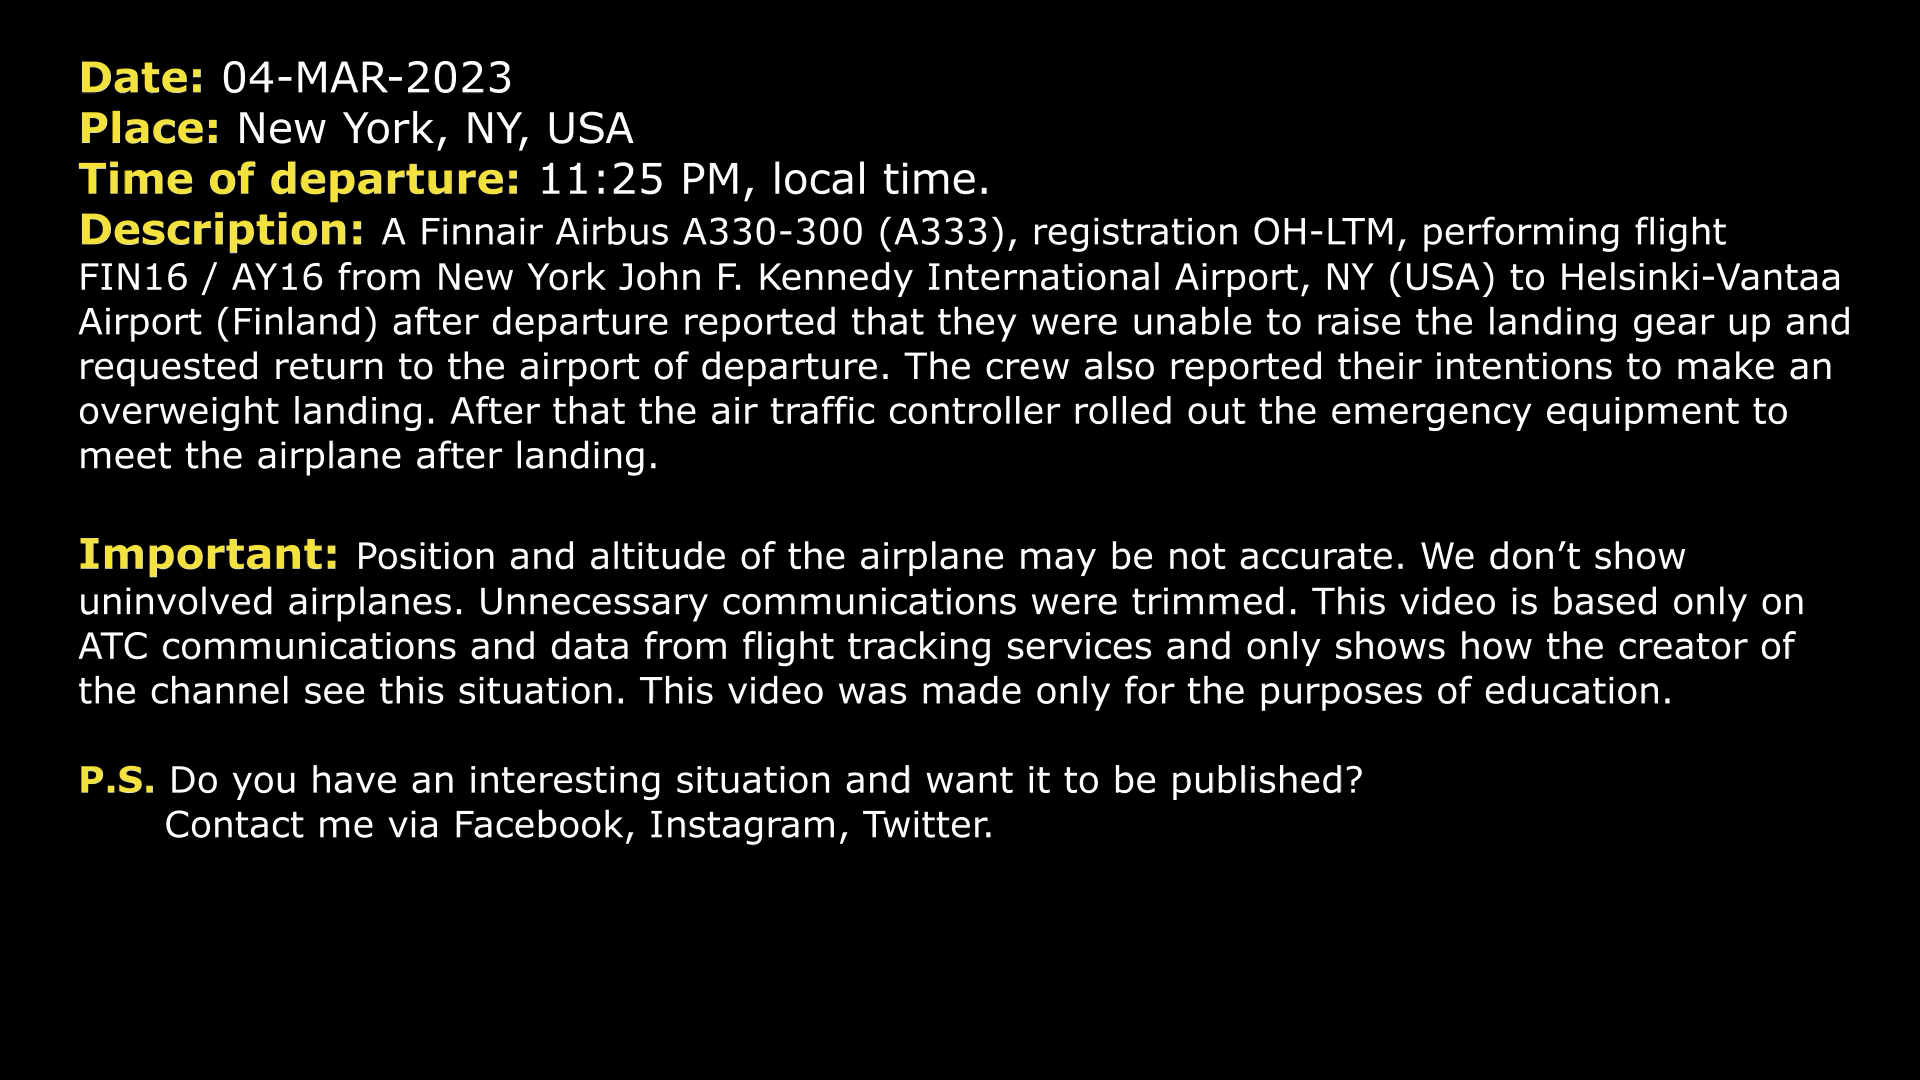 Date: 04-MAR-2023
Place: New York, NY, USA
Time of departure: 11:25 PM, local time.
Description: A Finnair Airbus A330-300 (A333), registration OH-LTM, performing flight
FIN16 / AY16 from New York John F. Kennedy International Airport, NY (USA) to Helsinki-Vantaa
Airport (Finland) after departure reported that they were unable to raise the landing gear up and
requested return to the airport of departure. The crew also reported their intentions to make an
overweight landing. After that the air traffic controller rolled out the emergency equipment to
meet the airplane after landing.
Important: Position and altitude of the airplane may be not accurate. We don’t show
uninvolved airplanes. Unnecessary communications were trimmed. This video is based only on
ATC communications and data from flight tracking services and only shows how the creator of
the channel see this situation. This video was made only for the purposes of education.
P.S. Do you have an interesting situation and want it to be published?
Contact me via Facebook, Instagram, Twitter.